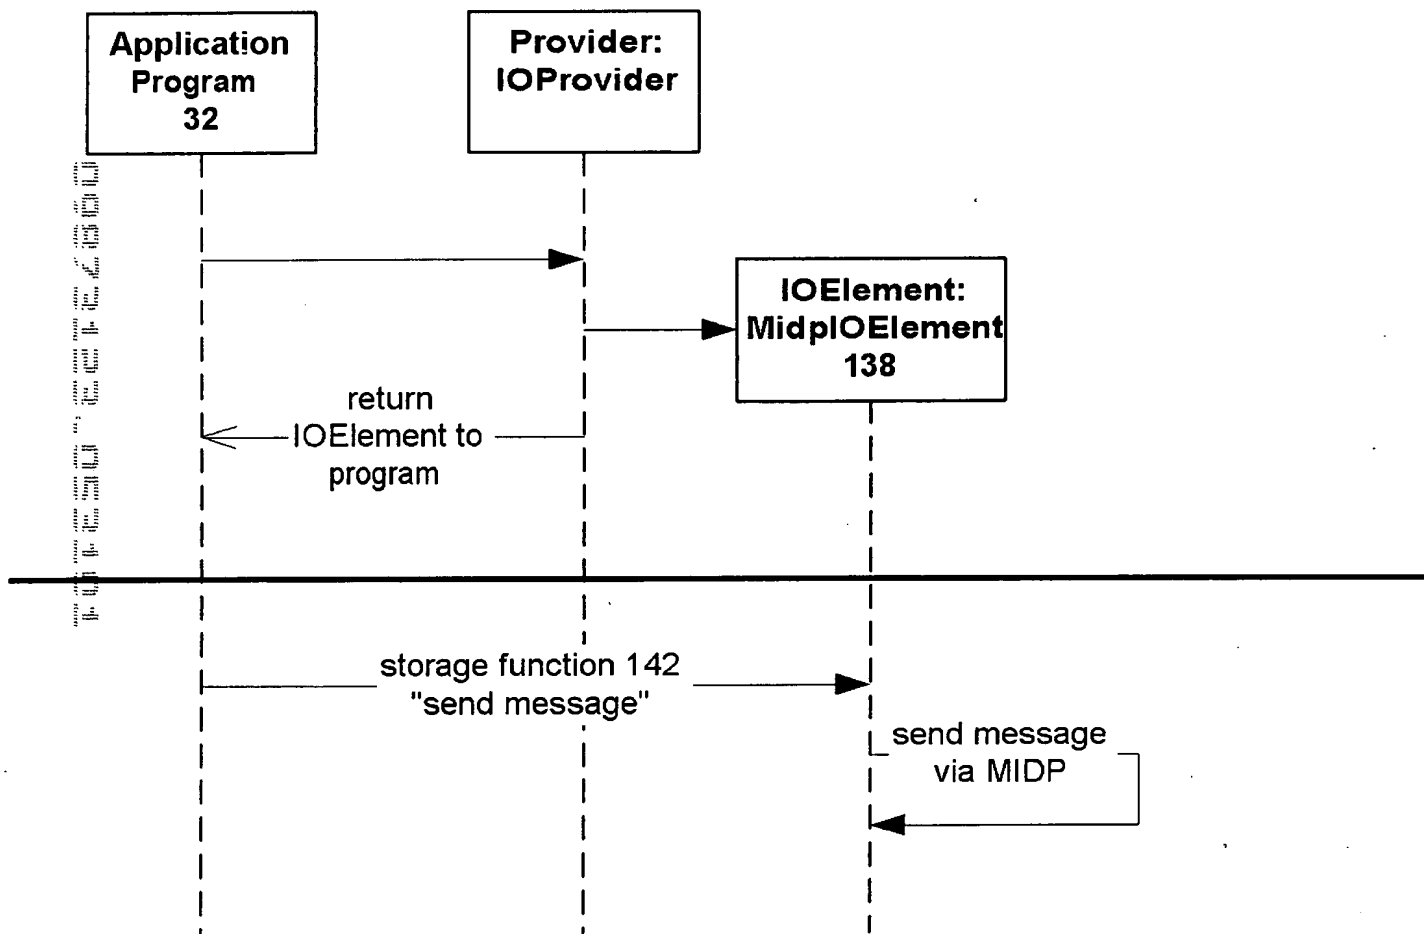 Application
Program
32
Provider:
IOProvider
IOElement:
MidpIOElement
138
return
IOElement to
program
storage function 142
"send message"
send message
via MIDP